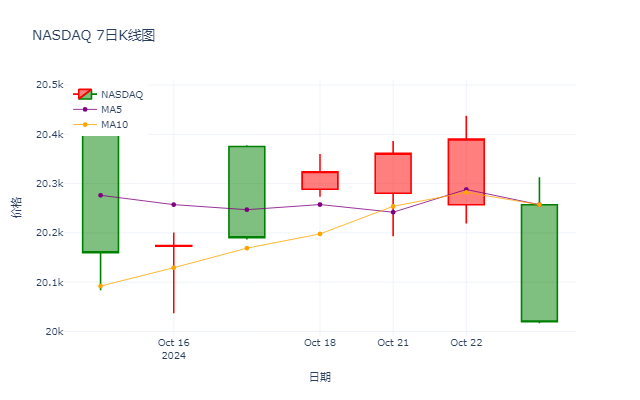 NASDAQ 7日K线图
20.5k
20.4k
20.3k
20.2k
20.1k
20k
价格
NASDAQ
MA5
MA10
Oct 16
2024
Oct 18
Oct 21
Oct 22
日期